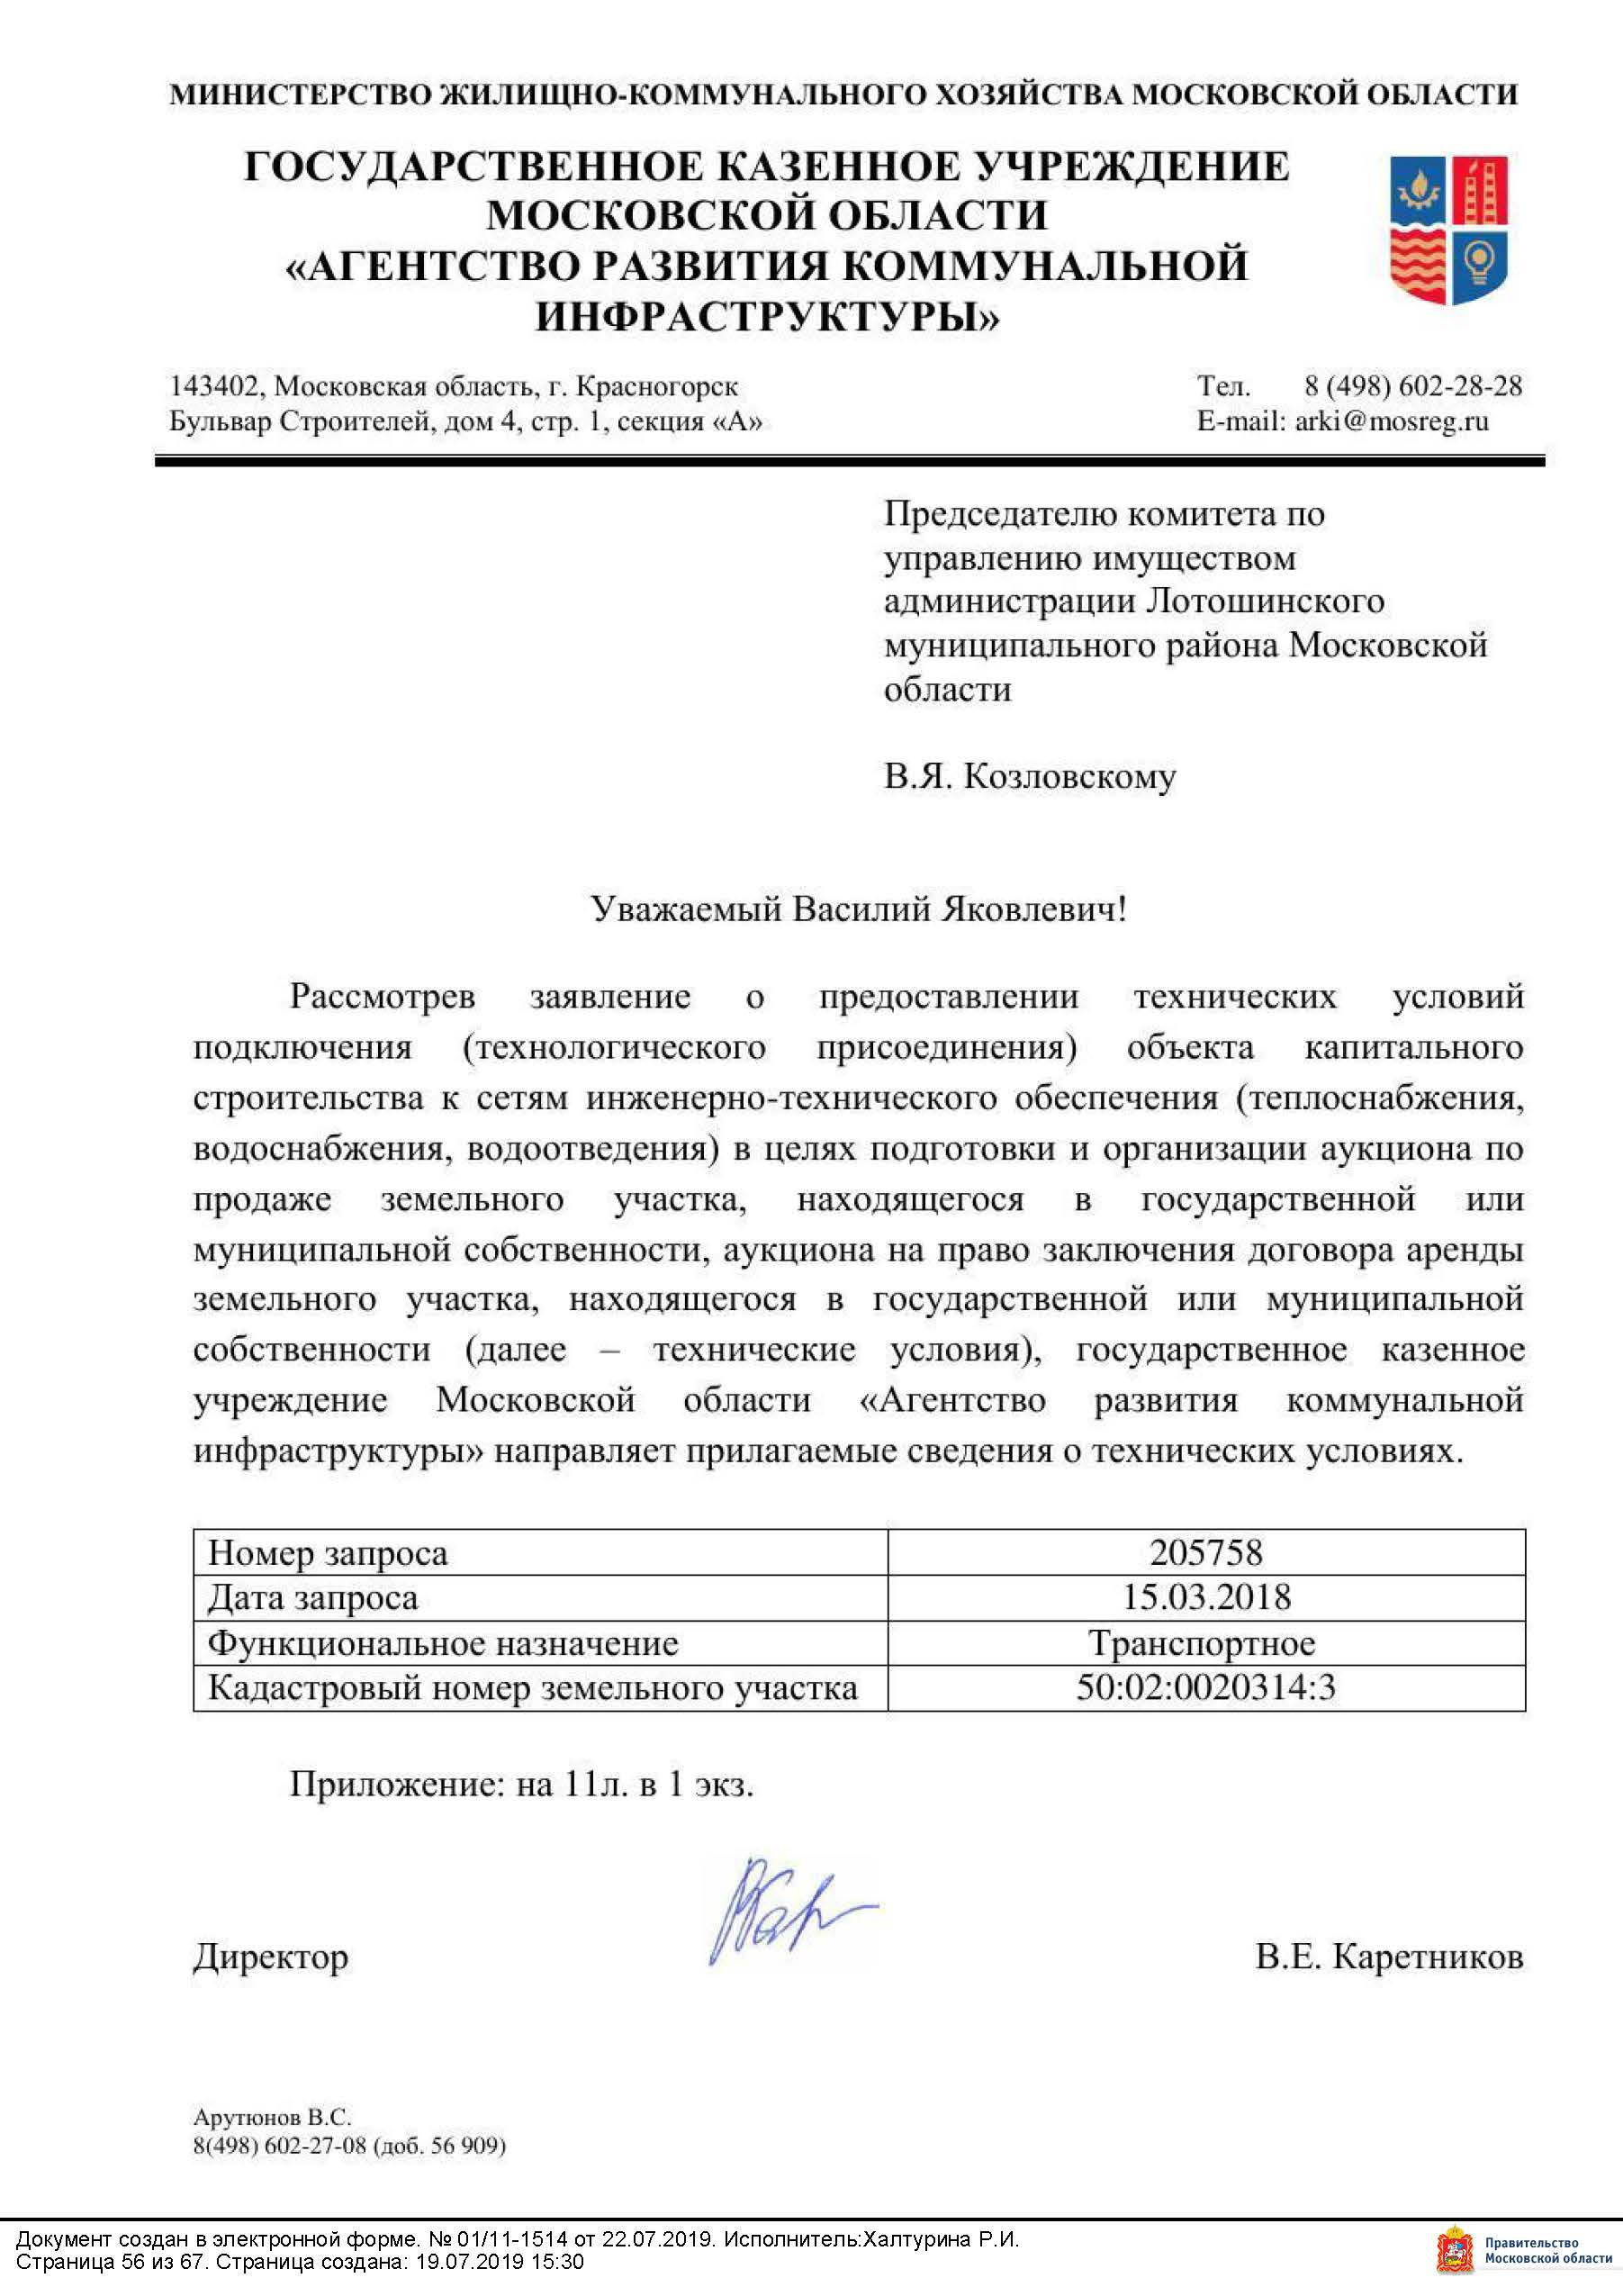 МИНИСТЕРСТВО ЖИЛИЩНО-КОММУНАЛЬНОГО ХОЗЯЙСТВА МОСКОВСКОЙ ОБЛАСТИ
ГОСУДАРСТВЕННОЕ КАЗЕННОЕ УЧРЕЖДЕНИЕ
МОСКОВСКОЙ ОБЛАСТИ
«АГЕНТСТВО РАЗВИТИЯ КОММУНАЛЬНОЙ
ИНФРАСТРУКТУРЫ»
143402, Московская область, г. Красногорск
Бульвар Строителей, дом 4, стр. 1, секция «А»
Тел. 8 (498) 602-28-28
E-mail: arki@mosreg.ru
Председателю комитета по
управлению имуществом
администрации Лотошинского
муниципального района Московской
области
В.Я. Козловскому
Уважаемый Василий Яковлевич!
Рассмотрев заявление о предоставлении технических условий
подключения (технологического присоединения) объекта капитального
строительства к сетям инженерно-технического обеспечения (теплоснабжения,
водоснабжения, водоотведения) в целях подготовки и организации аукциона по
продаже земельного участка, находящегося в государственной или
муниципальной собственности, аукциона на право заключения договора аренды
земельного участка, находящегося в государственной или муниципальной
собственности (далее – технические условия), государственное казенное
учреждение Московской области «Агентство развития коммунальной
инфраструктуры» направляет прилагаемые сведения о технических условиях.
Номер запроса 205758
Дата запроса 15.03.2018
Функциональное назначение Транспортное
Кадастровый номер земельного участка 50:02:0020314:3
Приложение: на 11л. в 1 экз.
Директор В.Е. Каретников
Арутюнов В.С.
8(498) 602-27-08 (доб. 56 909)
Документ создан в электронной форме. № 01/11-1514 от 22.07.2019. Исполнитель:Халтурина Р.И.
Страница 56 из 67. Страница создана: 19.07.2019 15:30
Правительство
Московской области